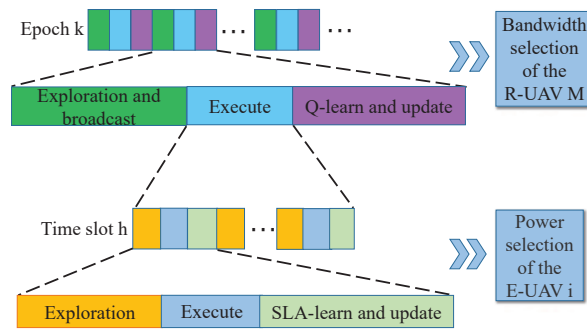 Epoch k
...
...
Bandwidth
selection
of the
R-UAV M
Exploration and
broadcast
Execute
Q-learn and update
Time slot h
...
Power
selection
of the
E-UAV i
Exploration
Execute
SLA-learn and update